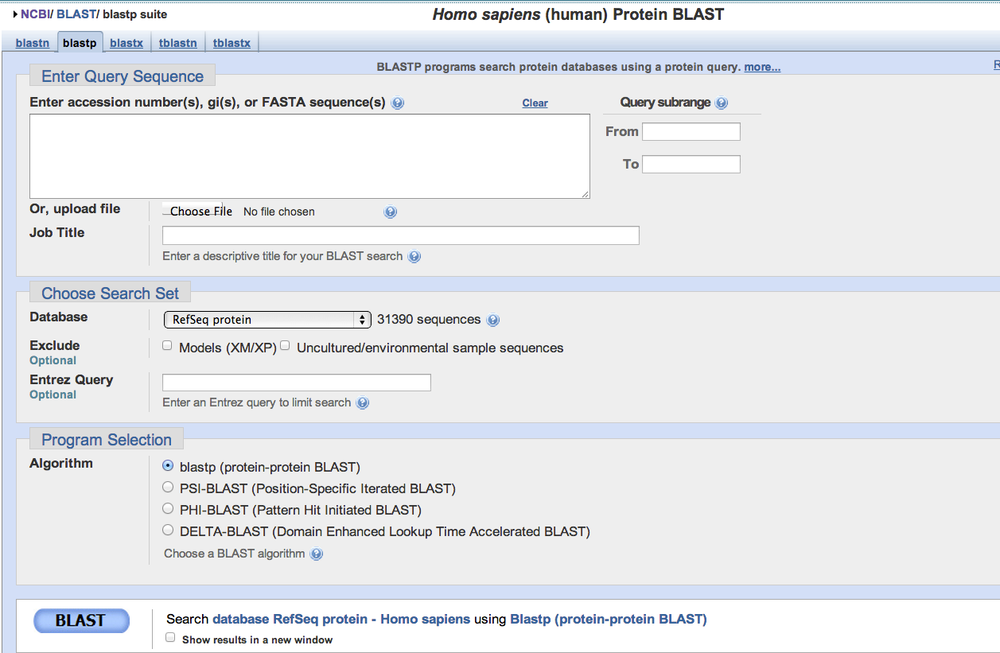 NCBI/ BLAST/ blastp suite
Homo sapiens (human) Protein BLAST
blastn blastp blastx tblastn tblastx
BLASTP programs search protein databases using a protein query. more...
Enter Query Sequence
Enter accession number(s), gi(s), or FASTA sequence(s)
Clear
Query subrange
From
To
Or, upload file
Choose File No file chosen
Job Title
Enter a descriptive title for your BLAST search
Choose Search Set
Database
RefSeq protein
31390 sequences
Exclude
Optional
Models (XM/XP)
Uncultured/environmental sample sequences
Entrez Query
Optional
Enter an Entrez query to limit search
Program Selection
Algorithm
blastp (protein-protein BLAST)
PSI-BLAST (Position-Specific Iterated BLAST)
PHI-BLAST (Pattern Hit Initiated BLAST)
DELTA-BLAST (Domain Enhanced Lookup Time Accelerated BLAST)
Choose a BLAST algorithm
BLAST
Search database RefSeq protein - Homo sapiens using Blastp (protein-protein BLAST)
Show results in a new window